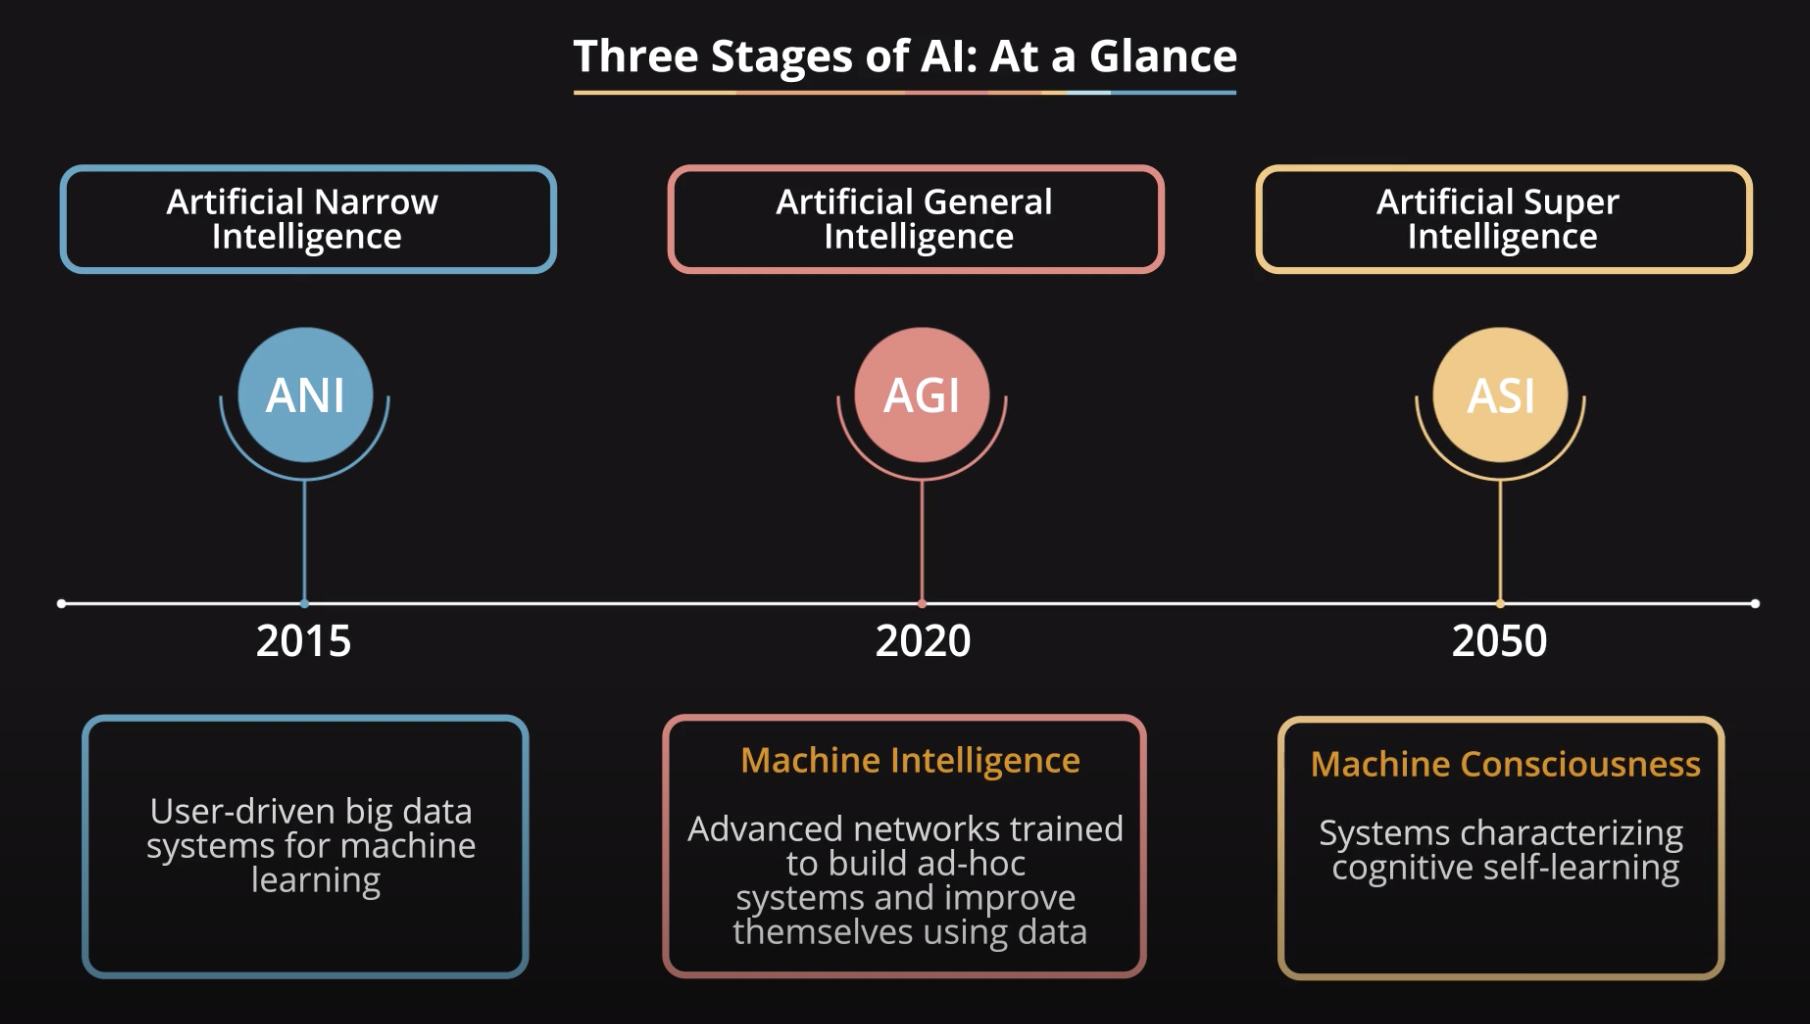 Three Stages of AI: At a Glance
Artificial Narrow
Intelligence
Artificial General
Intelligence
Artificial Super
Intelligence
ANI
AGI
ASI
2015
2020
2050
User-driven big data
systems for machine
learning
Machine Intelligence
Advanced networks trained
to build ad-hoc
systems and improve
themselves using data
Machine Consciousness
Systems characterizing
cognitive self-learning